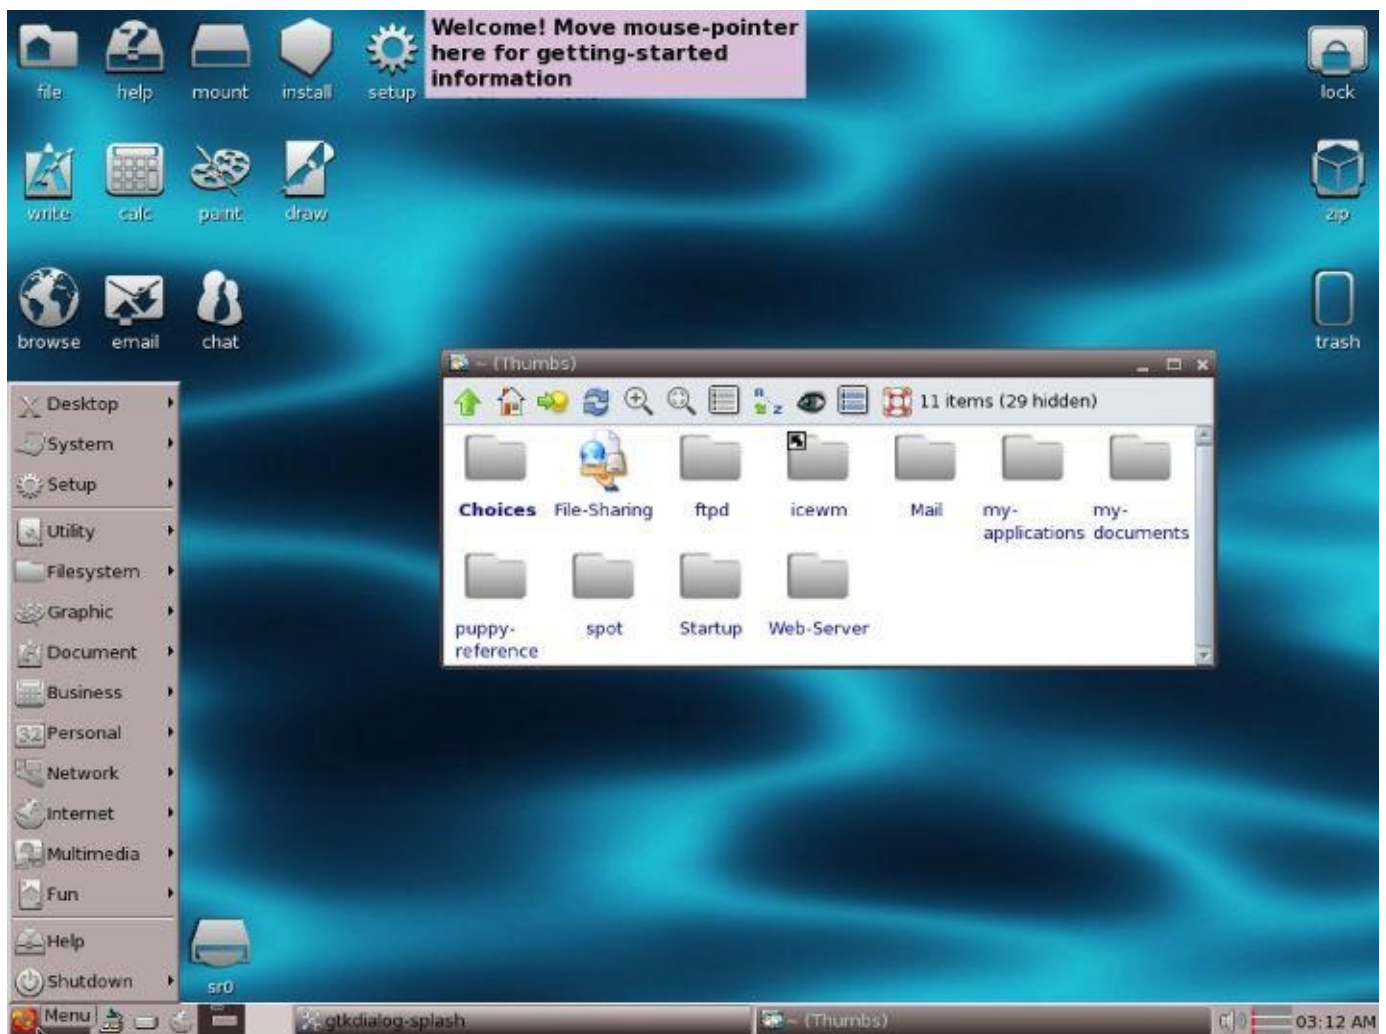 Welcome! Move mouse-pointer
here for getting-started
information
file help mount install setup
lock
write calc paint draw
zip
browse email chat
trash
~ (Thumbs)
11 items (29 hidden)
Choices File-Sharing ftpd icewm Mail my-applications my-documents
puppy-reference spot Startup Web-Server
Desktop
System
Setup
Utility
Filesystem
Graphic
Document
Business
32 Personal
Network
Internet
Multimedia
Fun
Help
Shutdown
sr0
Menu gtkdialog-splash ~ (Thumbs) 03:12 AM